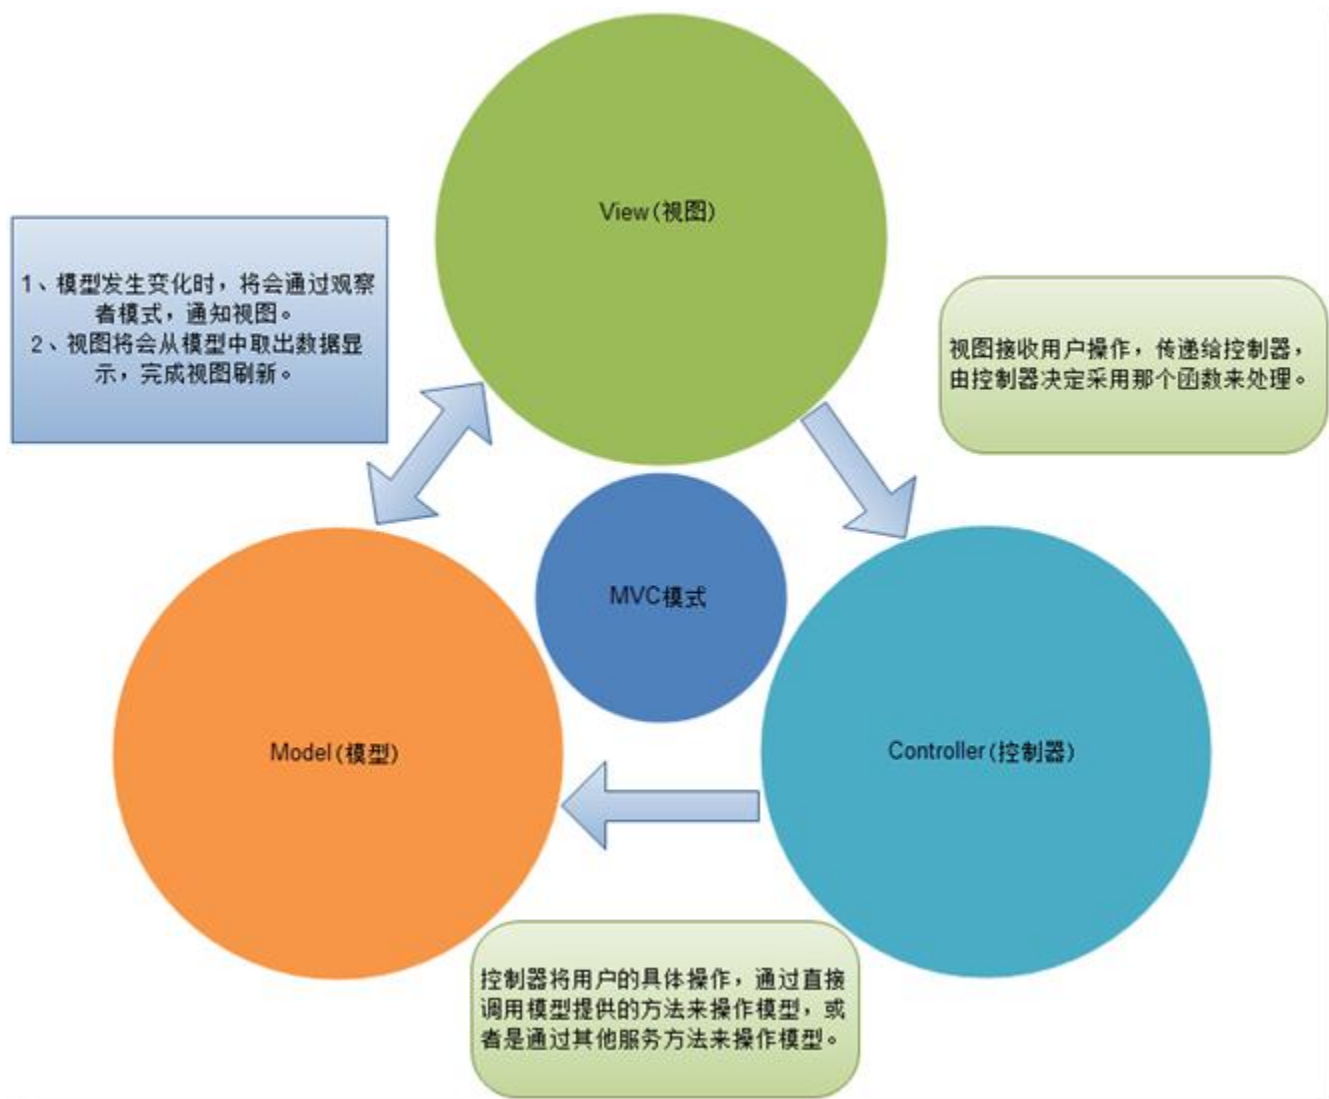 View(视图)
1、模型发生变化时，将会通过观察
者模式，通知视图。
2、视图将会从模型中取出数据显
示，完成视图刷新。
视图接收用户操作，传递给控制器，
由控制器决定采用那个函数来处理。
MVC模式
Model(模型)
Controller(控制器)
控制器将用户的具体操作，通过直接
调用模型提供的方法来操作模型，或
者是通过其他服务方法来操作模型。